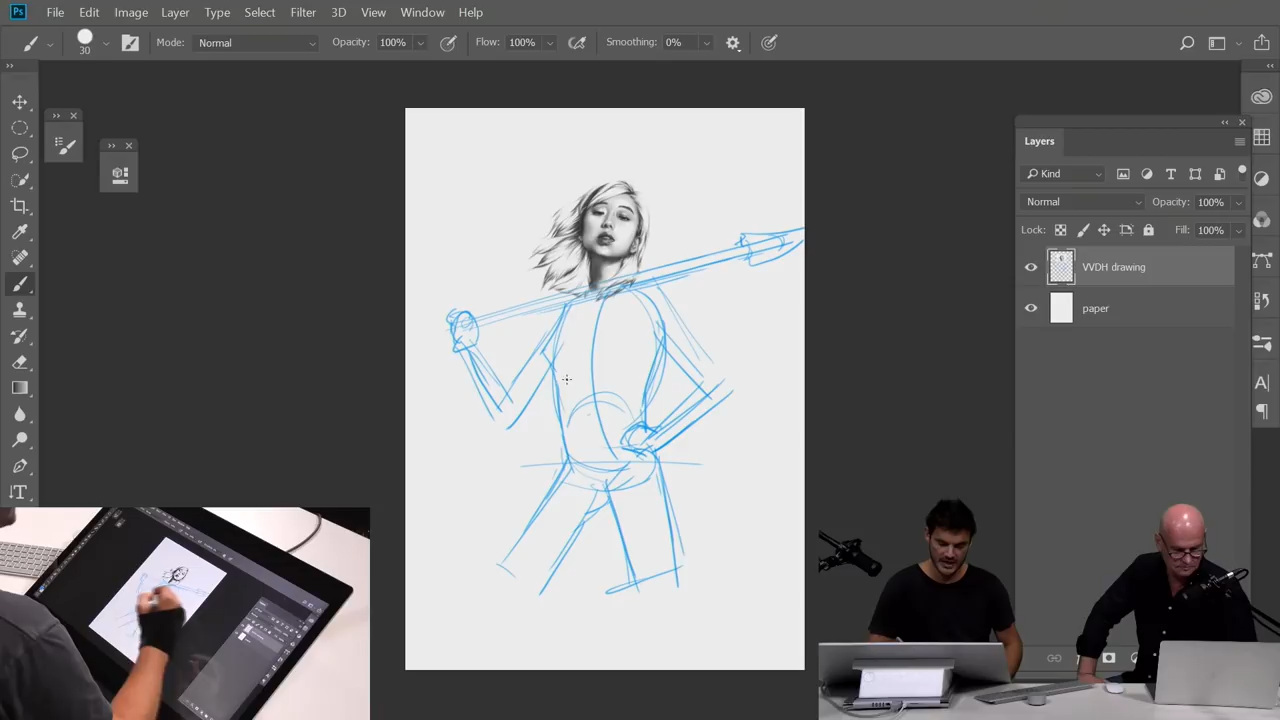 Ps File Edit Image Layer Type Select Filter 3D View Window Help
30 Mode: Normal Opacity: 100% Flow: 100% Smoothing: 0%
Layers
Kind
Normal Opacity: 100%
Lock: Fill: 100%
VVDH drawing
paper